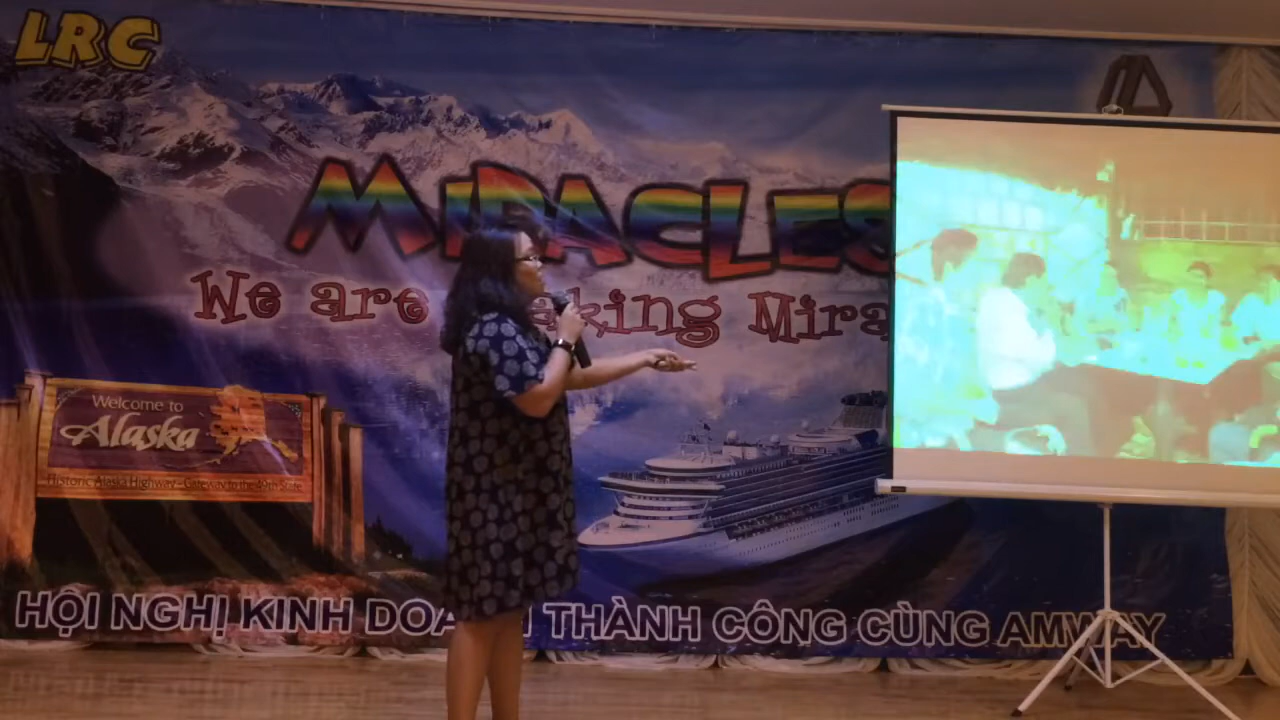 LRC
MIRACLES
We are aking Mira
Welcome to
Alaska
Historic Alaska Highway - Gateway to the 49th State
HỘI NGHỊ KINH DOA THÀNH CÔNG CÙNG AMWAY